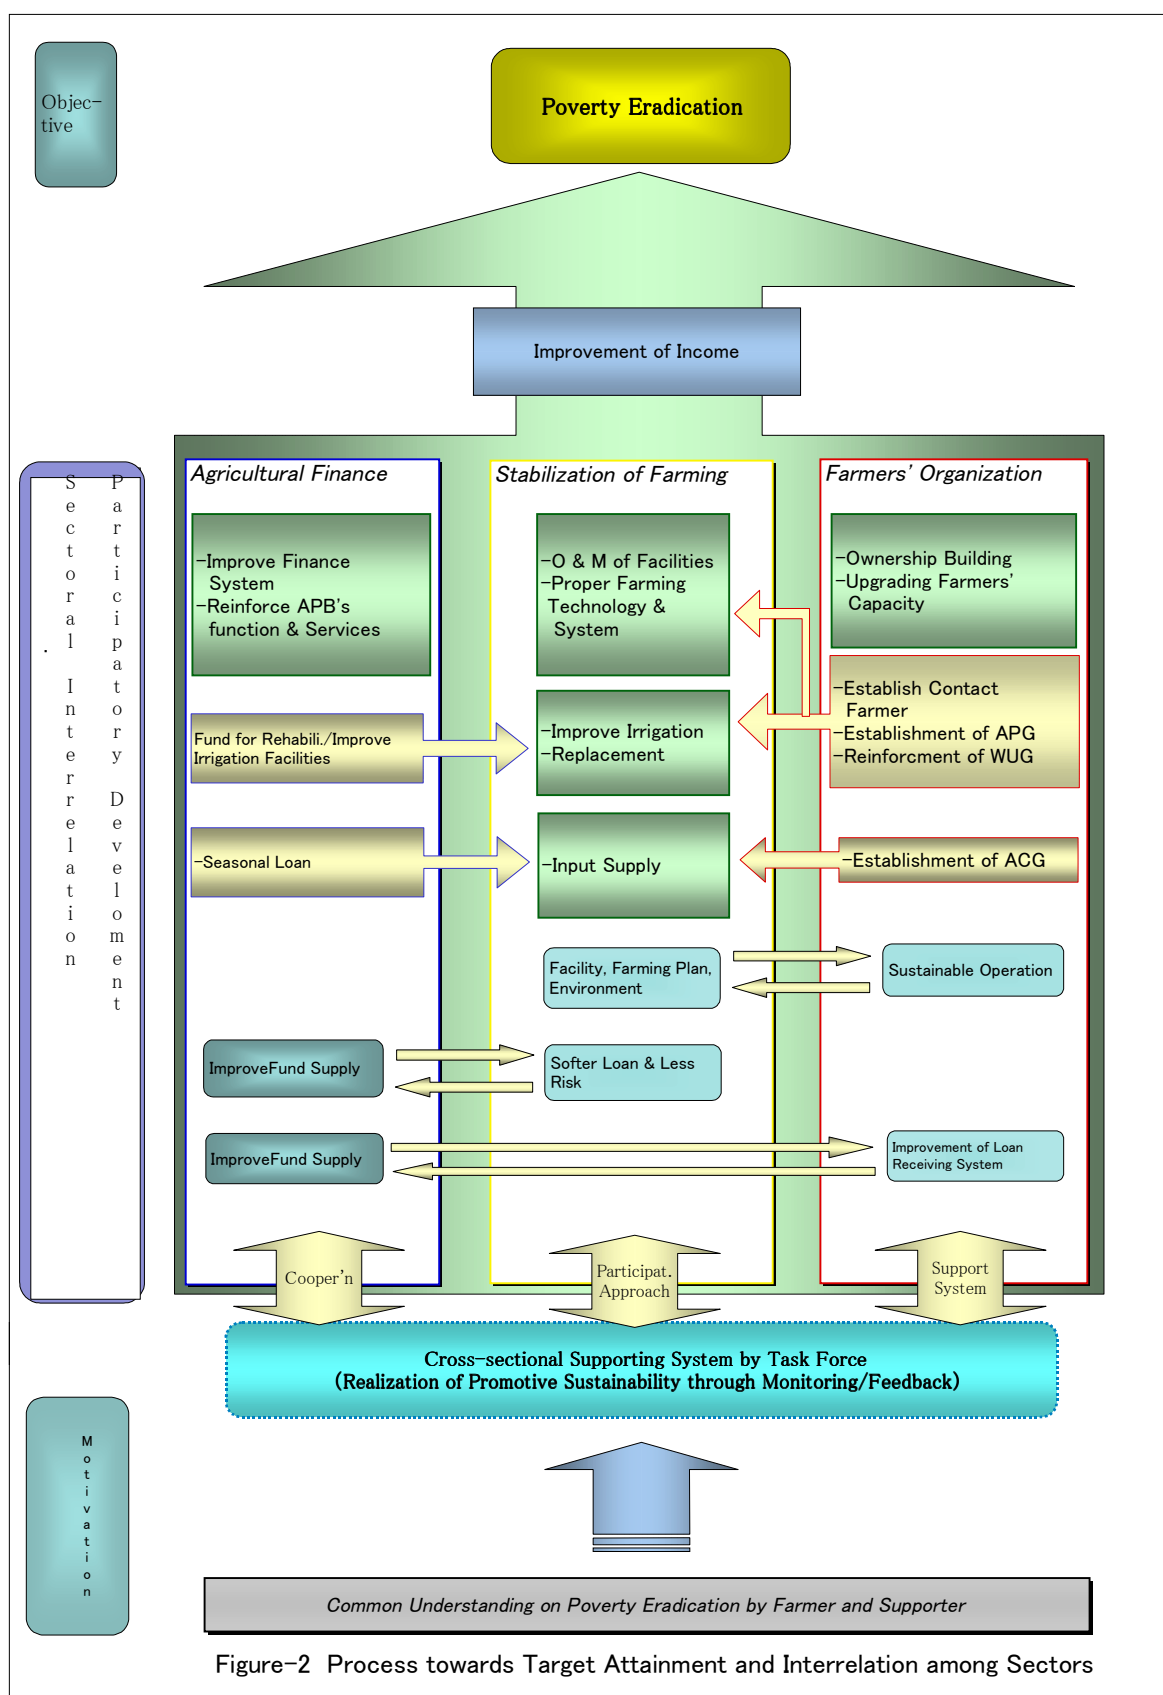 Objec-
tive
Poverty Eradication
Improvement of Income
Sectoral Interrelation
Participatory Develoment
.
Agricultural Finance
-Improve Finance
System
-Reinforce APB's
function & Services
Fund for Rehabili./Improve
Irrigation Facilities
-Seasonal Loan
Stabilization of Farming
-O & M of Facilities
-Proper Farming
Technology &
System
-Improve Irrigation
-Replacement
-Input Supply
Farmers' Organization
-Ownership Building
-Upgrading Farmers'
Capacity
-Establish Contact
Farmer
-Establishment of APG
-Reinforcment of WUG
-Establishment of ACG
Facility, Farming Plan,
Environment
Sustainable Operation
ImproveFund Supply
Softer Loan & Less
Risk
ImproveFund Supply
Improvement of Loan
Receiving System
Cooper'n
Participat.
Approach
Support
System
Cross-sectional Supporting System by Task Force
(Realization of Promotive Sustainability through Monitoring/Feedback)
Motivation
Common Understanding on Poverty Eradication by Farmer and Supporter
Figure-2 Process towards Target Attainment and Interrelation among Sectors